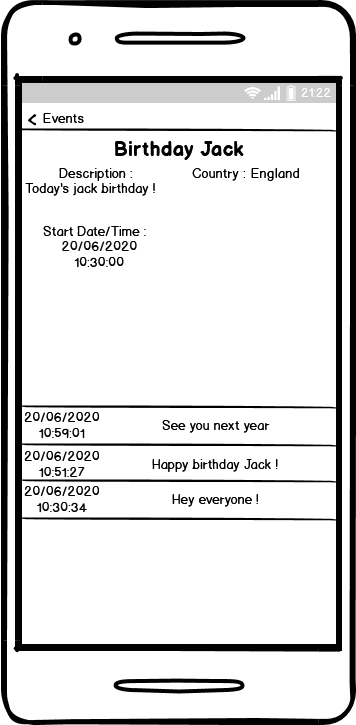 21:22
Events
Birthday Jack
Description :
Today's jack birthday !
Country : England
Start Date/Time :
20/06/2020
10:30:00
20/06/2020
10:59:01
See you next year
20/06/2020
10:51:27
Happy birthday Jack !
20/06/2020
10:30:34
Hey everyone !